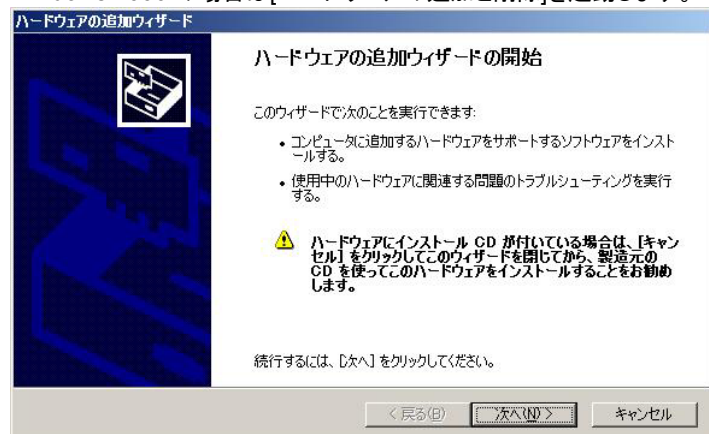 ハードウェアの追加ウィザード
ハードウェアの追加ウィザードの開始
このウィザードで次のことを実行できます:
• コンピュータに追加するハードウェアをサポートするソフトウェアをインスト
ールする。
• 使用中のハードウェアに関連する問題のトラブルシューティングを実行
する。
ハードウェアにインストール CD が付いている場合は、[キャン
セル] をクリックしてこのウィザードを閉じてから、製造元の
CD を使ってこのハードウェアをインストールすることをお勧め
します。
続行するには、[次へ] をクリックしてください。
< 戻る(B)
次へ(N) >
キャンセル